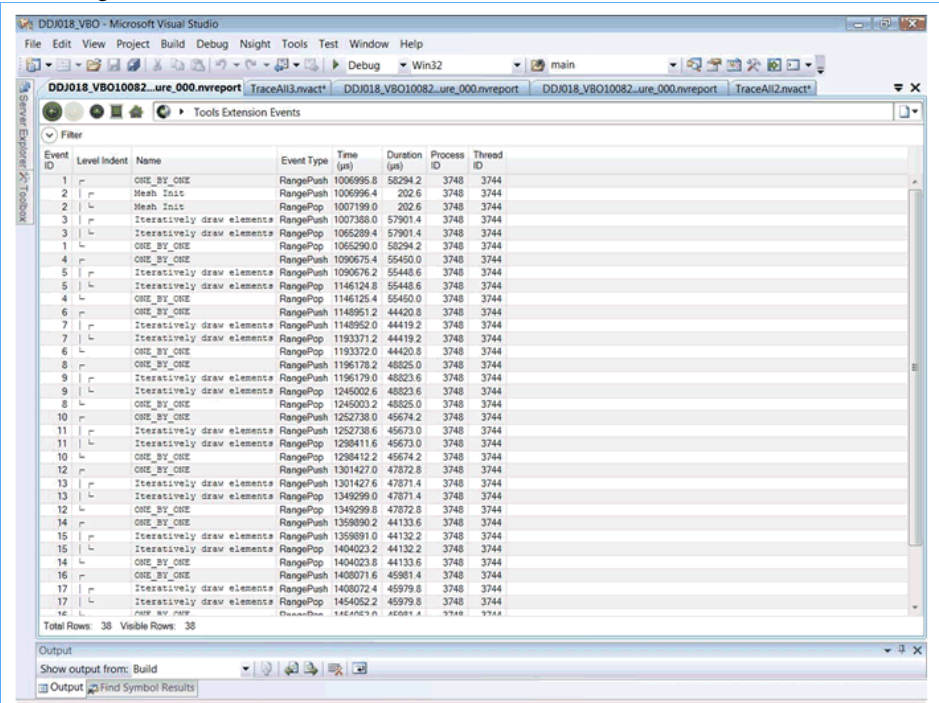 DDJ018_VBO - Microsoft Visual Studio
File Edit View Project Build Debug Nsight Tools Test Window Help
Debug Win32 main
DDJ018_VBO10082...ure_000.nvreport TraceAll3.nvact* DDJ018_VBO10082...ure_000.nvreport DDJ018_VBO10082...ure_000.nvreport TraceAll2.nvact*
Server Explorer Toolbox
Tools Extension Events
Filter
Event ID Level Indent Name Event Type Time (µs) Duration (µs) Process ID Thread ID
1 ONE_BY_ONE RangePush 1006995.8 58294.2 3748 3744
2 Mesh Init RangePush 1006996.4 202.6 3748 3744
2 Mesh Init RangePop 1007199.0 202.6 3748 3744
3 Iteratively draw elements RangePush 1007388.0 57901.4 3748 3744
3 Iteratively draw elements RangePop 1065289.4 57901.4 3748 3744
1 ONE_BY_ONE RangePop 1065290.0 58294.2 3748 3744
4 ONE_BY_ONE RangePush 1090675.4 55450.0 3748 3744
5 Iteratively draw elements RangePush 1090676.2 55448.6 3748 3744
5 Iteratively draw elements RangePop 1146124.8 55448.6 3748 3744
4 ONE_BY_ONE RangePop 1146125.4 55450.0 3748 3744
6 ONE_BY_ONE RangePush 1148951.2 44420.8 3748 3744
7 Iteratively draw elements RangePush 1148952.0 44419.2 3748 3744
7 Iteratively draw elements RangePop 1193371.2 44419.2 3748 3744
6 ONE_BY_ONE RangePop 1193372.0 44420.8 3748 3744
8 ONE_BY_ONE RangePush 1196178.2 48825.0 3748 3744
9 Iteratively draw elements RangePush 1196179.0 48823.6 3748 3744
9 Iteratively draw elements RangePop 1245002.6 48823.6 3748 3744
8 ONE_BY_ONE RangePop 1245003.2 48825.0 3748 3744
10 ONE_BY_ONE RangePush 1252738.0 45674.2 3748 3744
11 Iteratively draw elements RangePush 1252738.6 45673.0 3748 3744
11 Iteratively draw elements RangePop 1298411.6 45673.0 3748 3744
10 ONE_BY_ONE RangePop 1298412.2 45674.2 3748 3744
12 ONE_BY_ONE RangePush 1301427.0 47872.8 3748 3744
13 Iteratively draw elements RangePush 1301427.6 47871.4 3748 3744
13 Iteratively draw elements RangePop 1349299.0 47871.4 3748 3744
12 ONE_BY_ONE RangePop 1349299.8 47872.8 3748 3744
14 ONE_BY_ONE RangePush 1359890.2 44133.6 3748 3744
15 Iteratively draw elements RangePush 1359891.0 44132.2 3748 3744
15 Iteratively draw elements RangePop 1404023.2 44132.2 3748 3744
14 ONE_BY_ONE RangePop 1404023.8 44133.6 3748 3744
16 ONE_BY_ONE RangePush 1408071.6 45981.4 3748 3744
17 Iteratively draw elements RangePush 1408072.4 45979.8 3748 3744
17 Iteratively draw elements RangePop 1454052.2 45979.8 3748 3744
16 ONE_BY_ONE RangePop 1454053.0 45981.4 3748 3744
Total Rows: 38 Visible Rows: 38
Output
Show output from: Build
Output Find Symbol Results